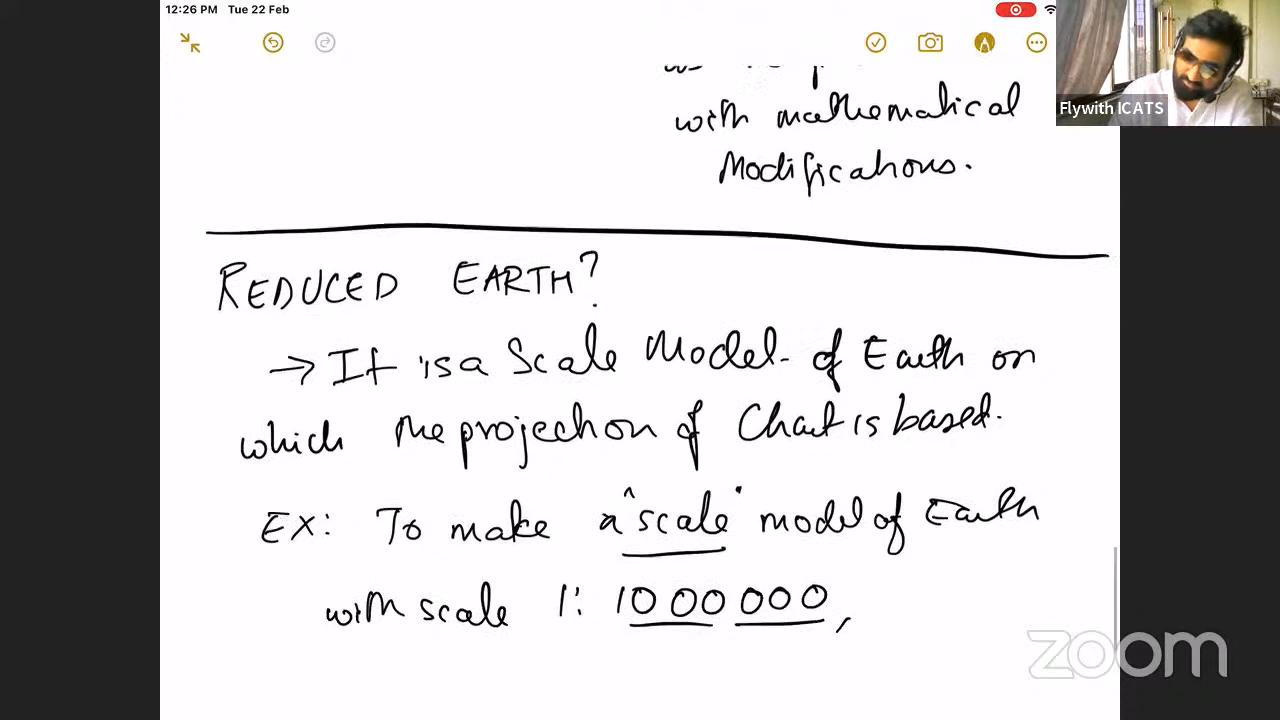 12:26 PM Tue 22 Feb
Flywith ICATS
with mathematical
Modifications.
REDUCED EARTH?
→ It is a Scale Model of Earth on
which the projection of Chart is based.
EX: To make a "scale" model of Earth
with scale 1: 1000 000,
zoom